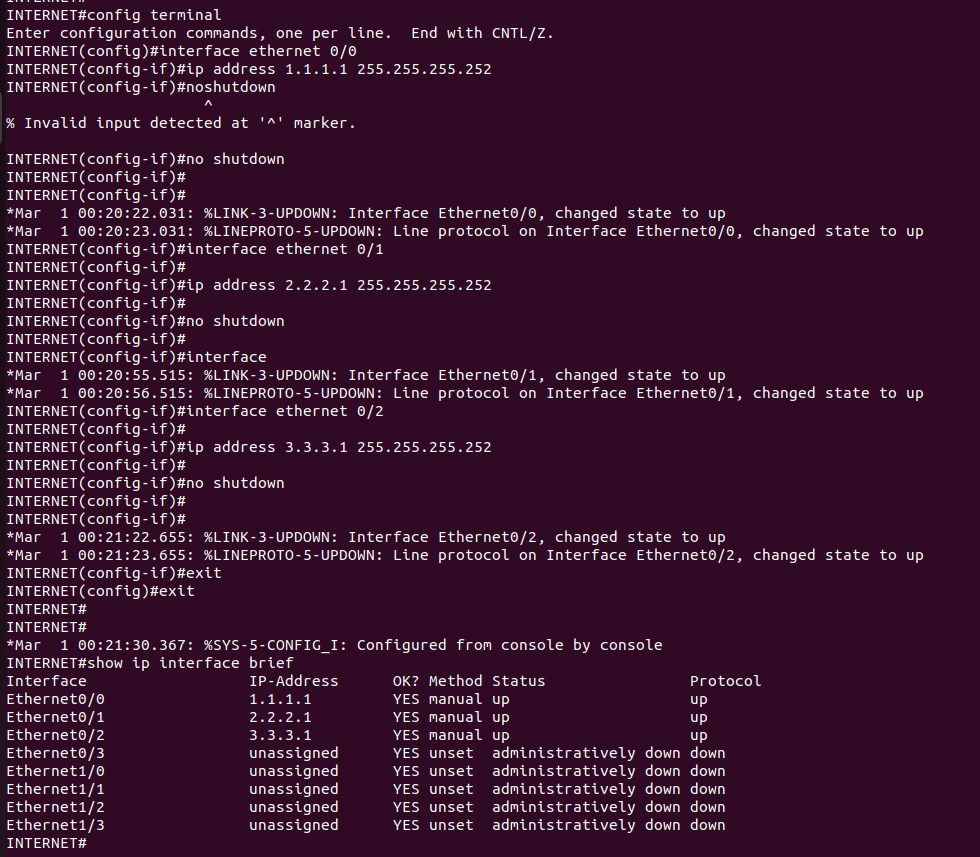 INTERNET#config terminal
Enter configuration commands, one per line.  End with CNTL/Z.
INTERNET(config)#interface ethernet 0/0
INTERNET(config-if)#ip address 1.1.1.1 255.255.255.252
INTERNET(config-if)#noshutdown
                      ^
% Invalid input detected at '^' marker.

INTERNET(config-if)#no shutdown
INTERNET(config-if)#
INTERNET(config-if)#
*Mar  1 00:20:22.031: %LINK-3-UPDOWN: Interface Ethernet0/0, changed state to up
*Mar  1 00:20:23.031: %LINEPROTO-5-UPDOWN: Line protocol on Interface Ethernet0/0, changed state to up
INTERNET(config-if)#interface ethernet 0/1
INTERNET(config-if)#
INTERNET(config-if)#ip address 2.2.2.1 255.255.255.252
INTERNET(config-if)#
INTERNET(config-if)#no shutdown
INTERNET(config-if)#
INTERNET(config-if)#interface
*Mar  1 00:20:55.515: %LINK-3-UPDOWN: Interface Ethernet0/1, changed state to up
*Mar  1 00:20:56.515: %LINEPROTO-5-UPDOWN: Line protocol on Interface Ethernet0/1, changed state to up
INTERNET(config-if)#interface ethernet 0/2
INTERNET(config-if)#
INTERNET(config-if)#ip address 3.3.3.1 255.255.255.252
INTERNET(config-if)#
INTERNET(config-if)#no shutdown
INTERNET(config-if)#
INTERNET(config-if)#
*Mar  1 00:21:22.655: %LINK-3-UPDOWN: Interface Ethernet0/2, changed state to up
*Mar  1 00:21:23.655: %LINEPROTO-5-UPDOWN: Line protocol on Interface Ethernet0/2, changed state to up
INTERNET(config-if)#exit
INTERNET(config)#exit
INTERNET#
INTERNET#
*Mar  1 00:21:30.367: %SYS-5-CONFIG_I: Configured from console by console
INTERNET#show ip interface brief
Interface                  IP-Address      OK? Method Status                Protocol
Ethernet0/0                1.1.1.1         YES manual up                    up
Ethernet0/1                2.2.2.1         YES manual up                    up
Ethernet0/2                3.3.3.1         YES manual up                    up
Ethernet0/3                unassigned      YES unset  administratively down down
Ethernet1/0                unassigned      YES unset  administratively down down
Ethernet1/1                unassigned      YES unset  administratively down down
Ethernet1/2                unassigned      YES unset  administratively down down
Ethernet1/3                unassigned      YES unset  administratively down down
INTERNET#